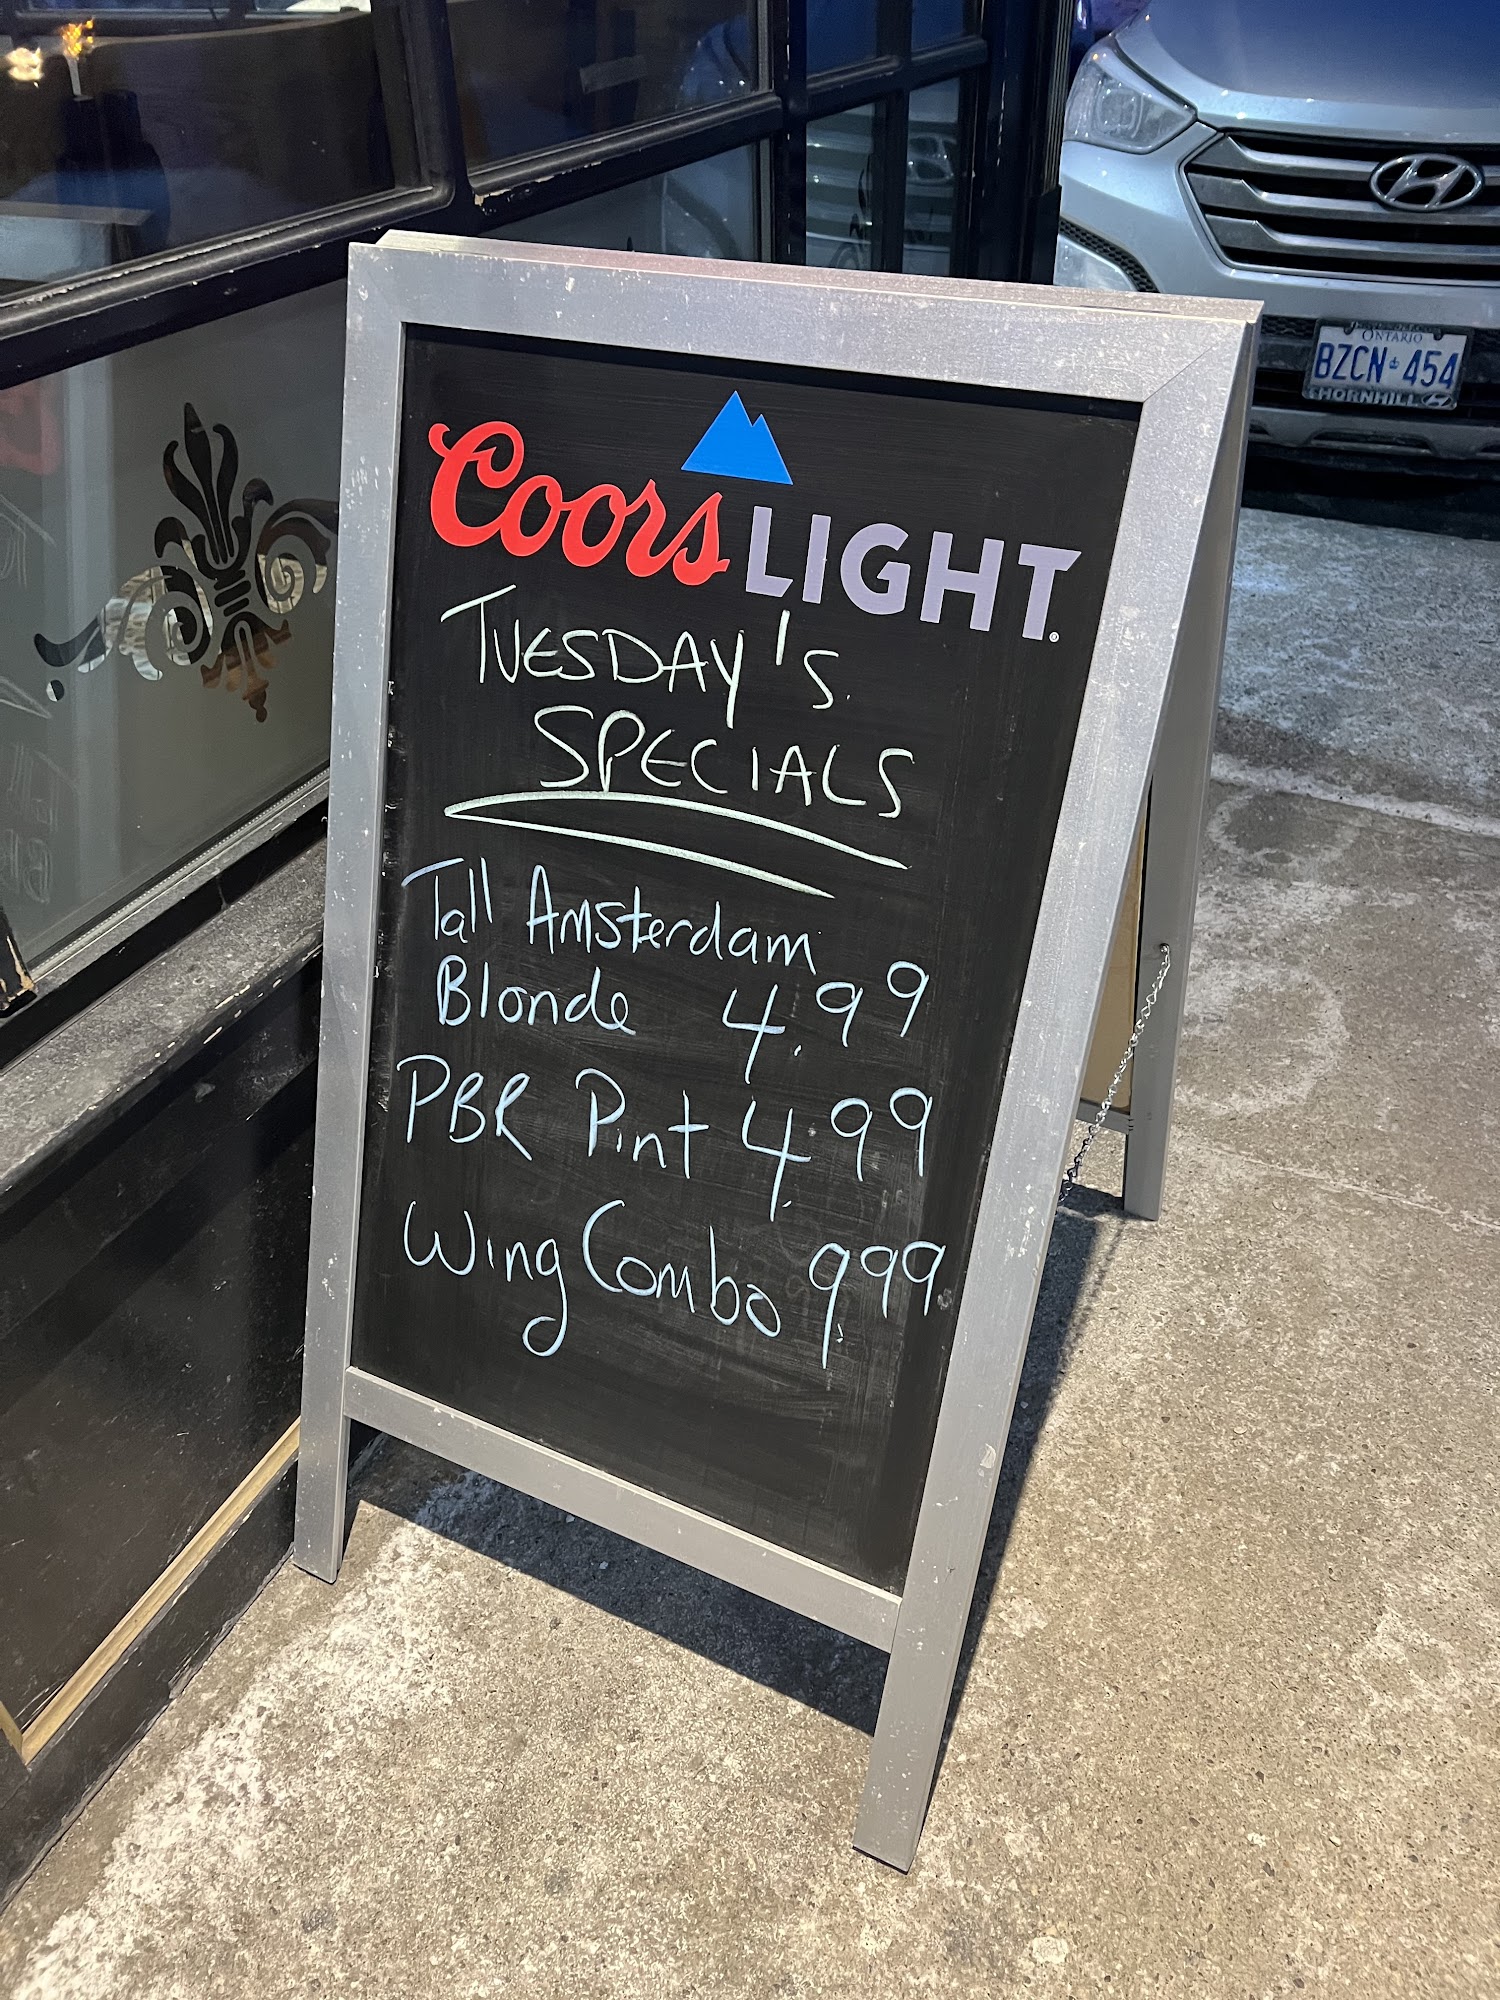 Coors LIGHT®
TUESDAY'S
SPECIALS
Tall Amsterdam
Blonde 4.99
PBR Pint 4.99
Wing Combo 9.99
ONTARIO
BZCN 454
THORNHILL